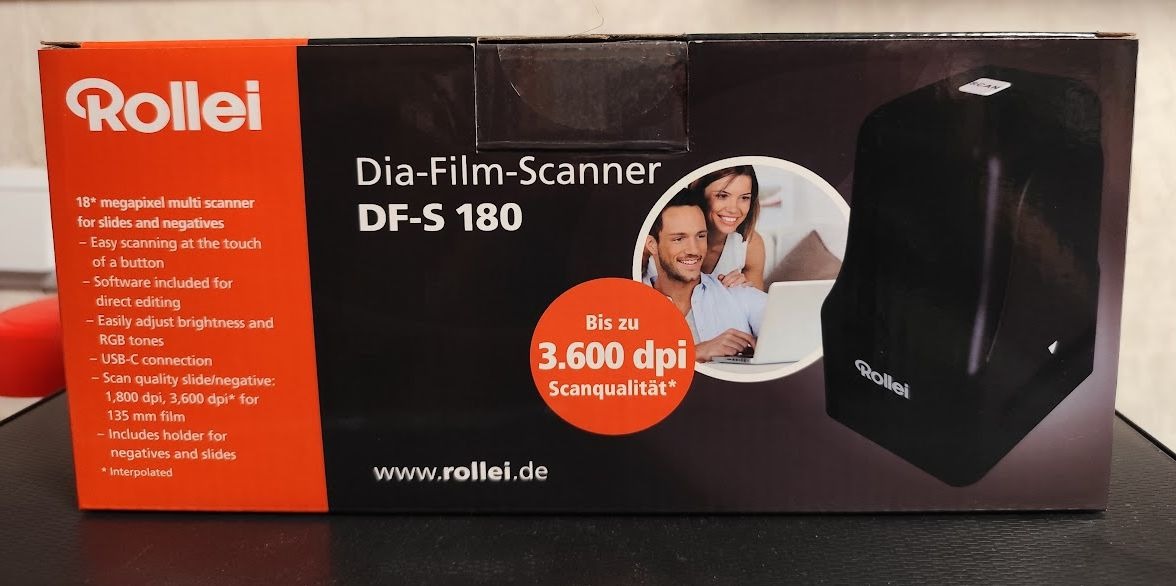 Rollei
18* megapixel multi scanner
for slides and negatives
– Easy scanning at the touch
of a button
– Software included for
direct editing
– Easily adjust brightness and
RGB tones
– USB-C connection
– Scan quality slide/negative:
1,800 dpi, 3,600 dpi* for
135 mm film
– Includes holder for
negatives and slides
* Interpolated
Dia-Film-Scanner
DF-S 180
Bis zu
3.600 dpi
Scanqualität*
www.rollei.de
SCAN
Rollei